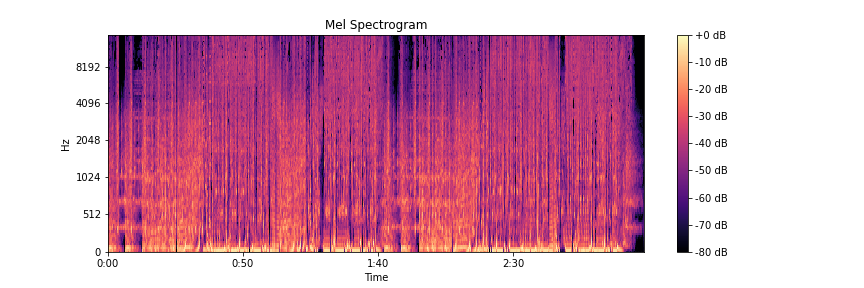 Mel Spectrogram
+0 dB
8192
-10 dB
4096
-20 dB
-30 dB
2048
-40 dB
Hz
1024
-50 dB
-60 dB
512
-70 dB
0
-80 dB
0:00
0:50
1:40
2:30
Time